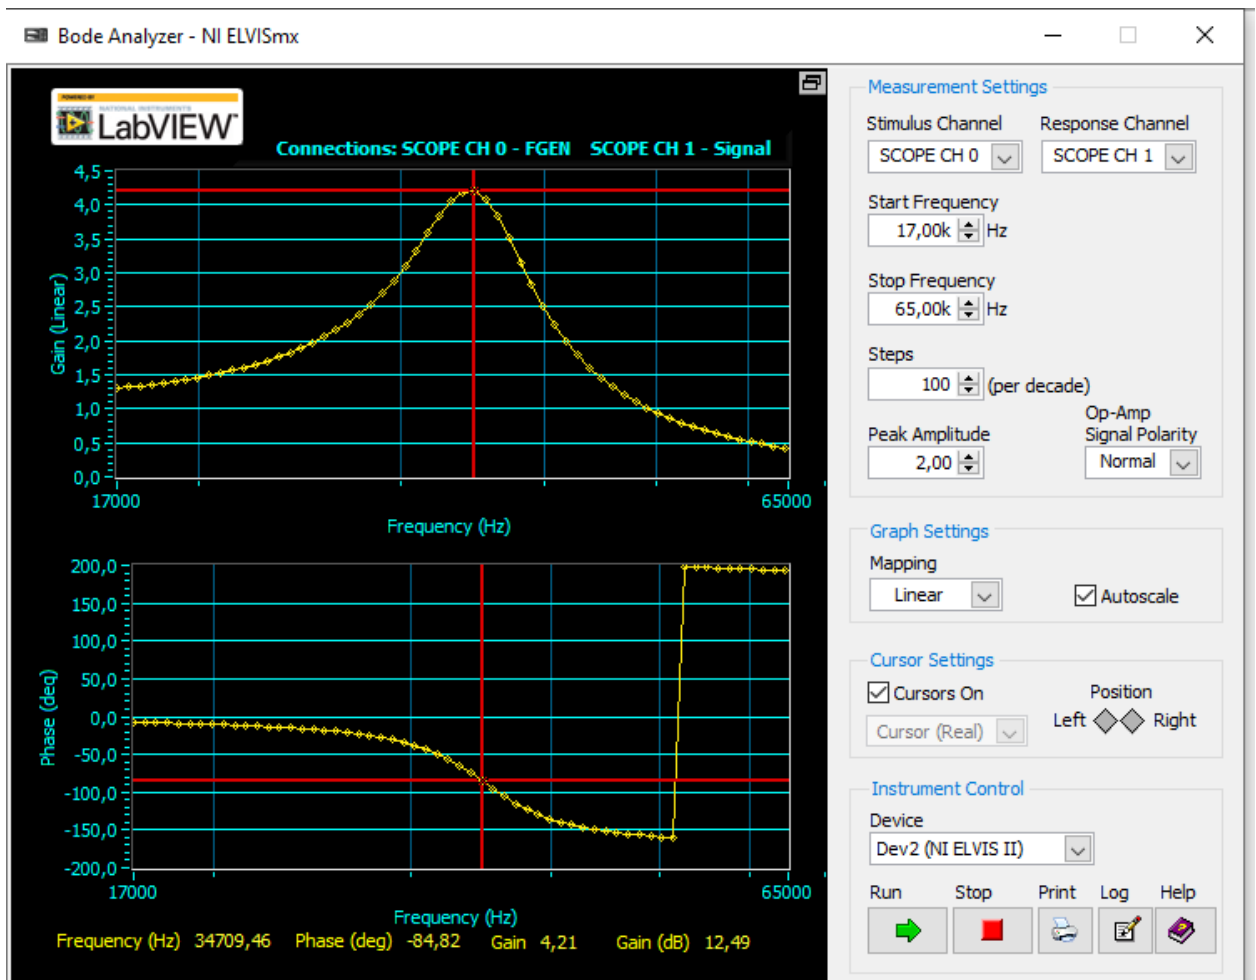 Bode Analyzer - NI ELVISmx
POWERED BY
NATIONAL INSTRUMENTS
LabVIEW™
Connections: SCOPE CH 0 - FGEN SCOPE CH 1 - Signal
4,5
4,0
3,5
3,0
2,5
2,0
1,5
1,0
0,5
0,0
Gain (Linear)
17000 65000
Frequency (Hz)
200,0
150,0
100,0
50,0
0,0
-50,0
-100,0
-150,0
-200,0
Phase (deg)
17000 65000
Frequency (Hz)
Frequency (Hz) 34709,46 Phase (deg) -84,82 Gain 4,21 Gain (dB) 12,49
Measurement Settings
Stimulus Channel Response Channel
SCOPE CH 0 SCOPE CH 1
Start Frequency
17,00k Hz
Stop Frequency
65,00k Hz
Steps
100 (per decade)
Op-Amp
Peak Amplitude Signal Polarity
2,00 Normal
Graph Settings
Mapping
Linear Autoscale
Cursor Settings
Cursors On Position
Cursor (Real) Left Right
Instrument Control
Device
Dev2 (NI ELVIS II)
Run Stop Print Log Help